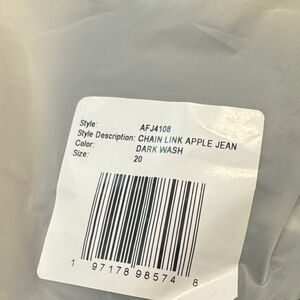 Style: AFJ4108
Style Description: CHAIN LINK APPLE JEAN
Color: DARK WASH
Size: 20
1 97178 98574 8